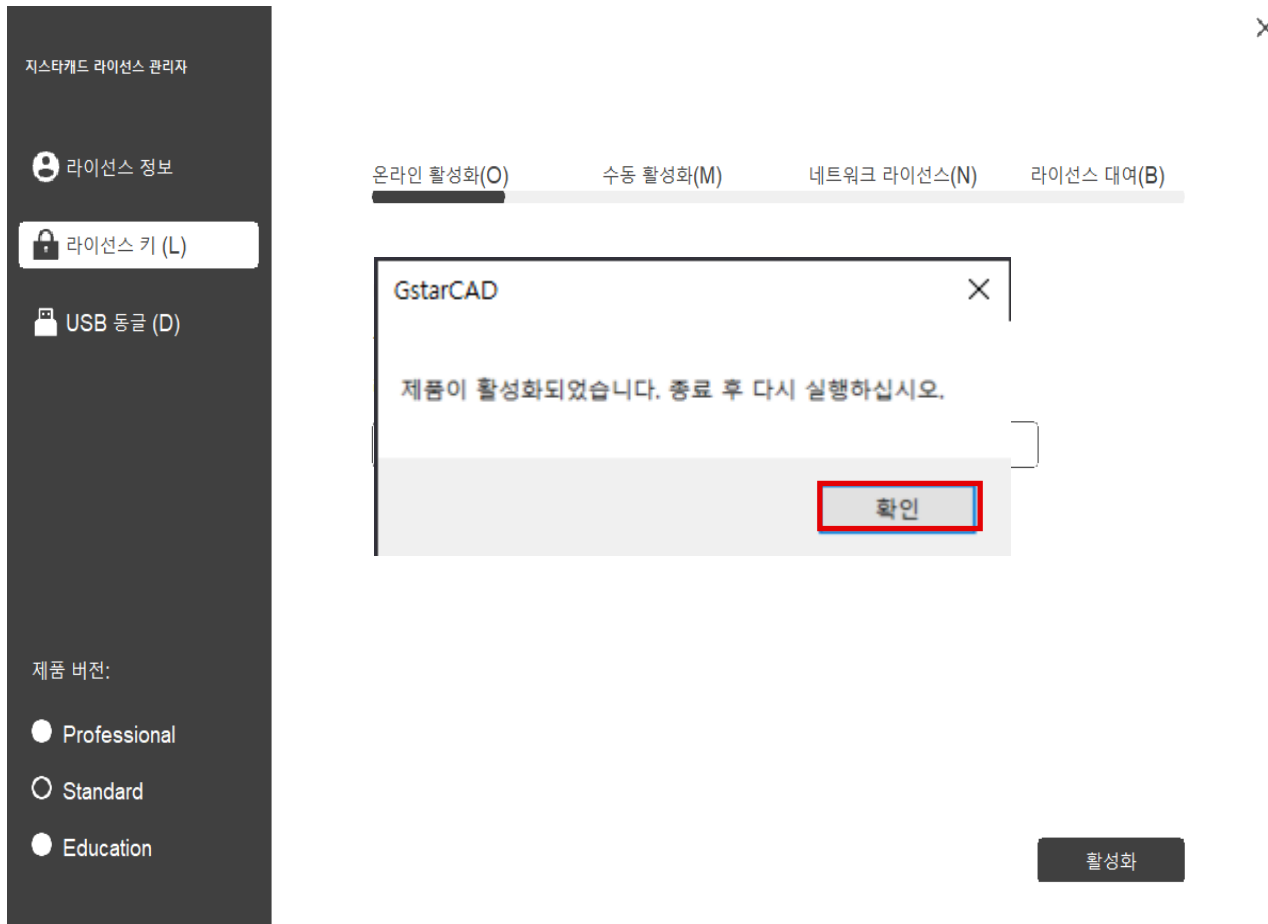 지스타캐드 라이선스 관리자
라이선스 정보
라이선스 키 (L)
USB 동글 (D)
온라인 활성화(O) 수동 활성화(M) 네트워크 라이선스(N) 라이선스 대여(B)
GstarCAD
제품이 활성화되었습니다. 종료 후 다시 실행하십시오.
확인
제품 버전:
Professional
Standard
Education
활성화